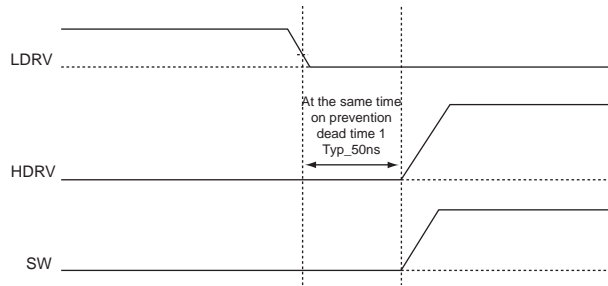 LDRV
At the same time
on prevention
dead time 1
Typ_50ns
HDRV
SW